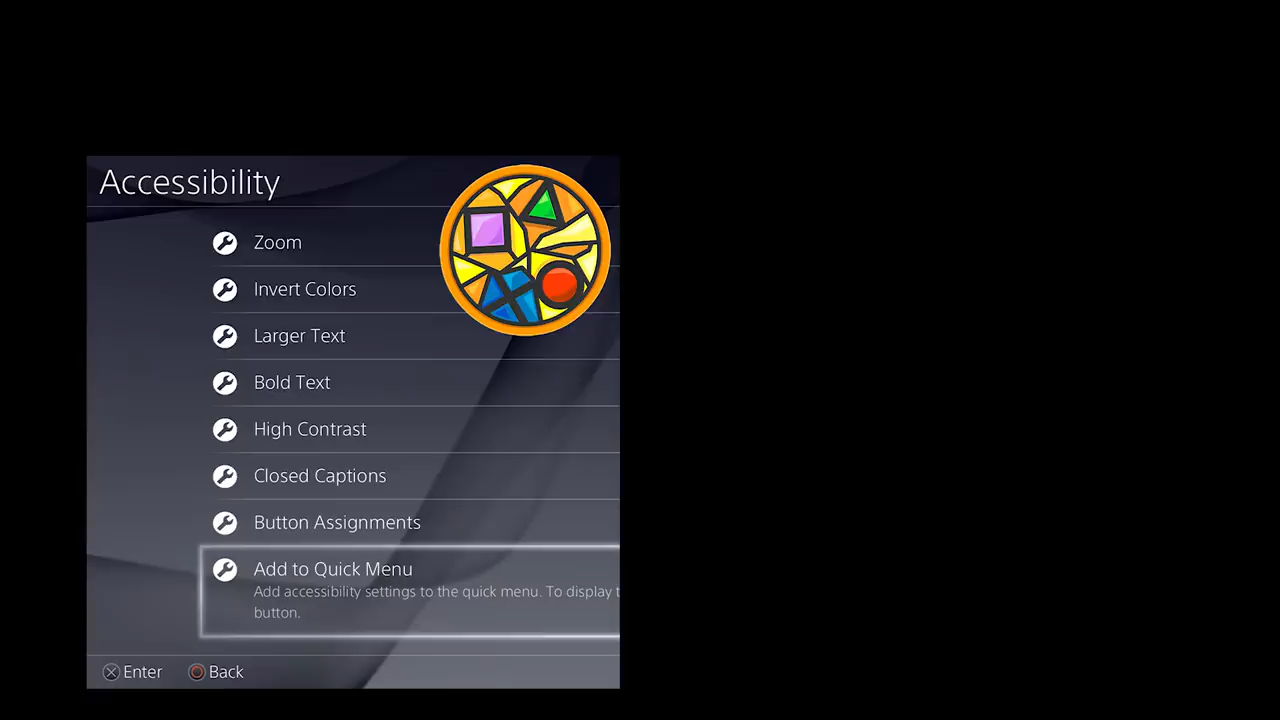 Accessibility
Zoom
Invert Colors
Larger Text
Bold Text
High Contrast
Closed Captions
Button Assignments
Add to Quick Menu
Add accessibility settings to the quick menu. To display
button.
Enter
Back